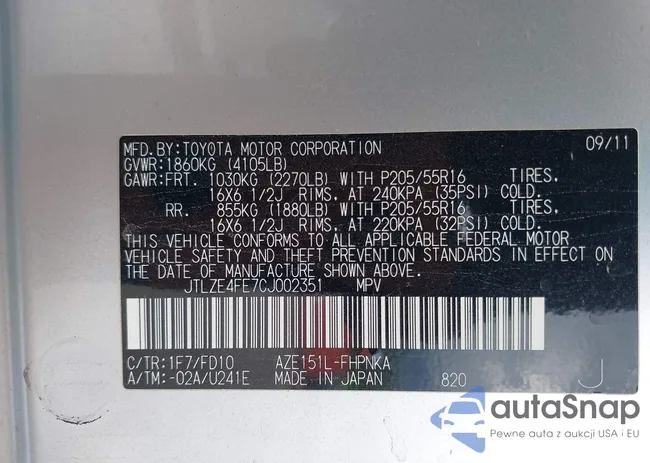 MFD.BY:TOYOTA MOTOR CORPORATION 09/11
GVWR:1860KG (4105LB)
GAWR:FRT. 1030KG (2270LB) WITH P205/55R16 TIRES.
16X6 1/2J RIMS. AT 240KPA (35PSI) COLD.
RR. 855KG (1880LB) WITH P205/55R16 TIRES.
16X6 1/2J RIMS. AT 220KPA (32PSI) COLD.
THIS VEHICLE CONFORMS TO ALL APPLICABLE FEDERAL MOTOR
VEHICLE SAFETY AND THEFT PREVENTION STANDARDS IN EFFECT ON
THE DATE OF MANUFACTURE SHOWN ABOVE.
JTLZE4FE7CJ002351 MPV
C/TR:1F7/FD10 AZE151L-FHPNKA
A/TM:-02A/U241E MADE IN JAPAN 820 J
autaSnap
Pewne auta z aukcji USA i EU